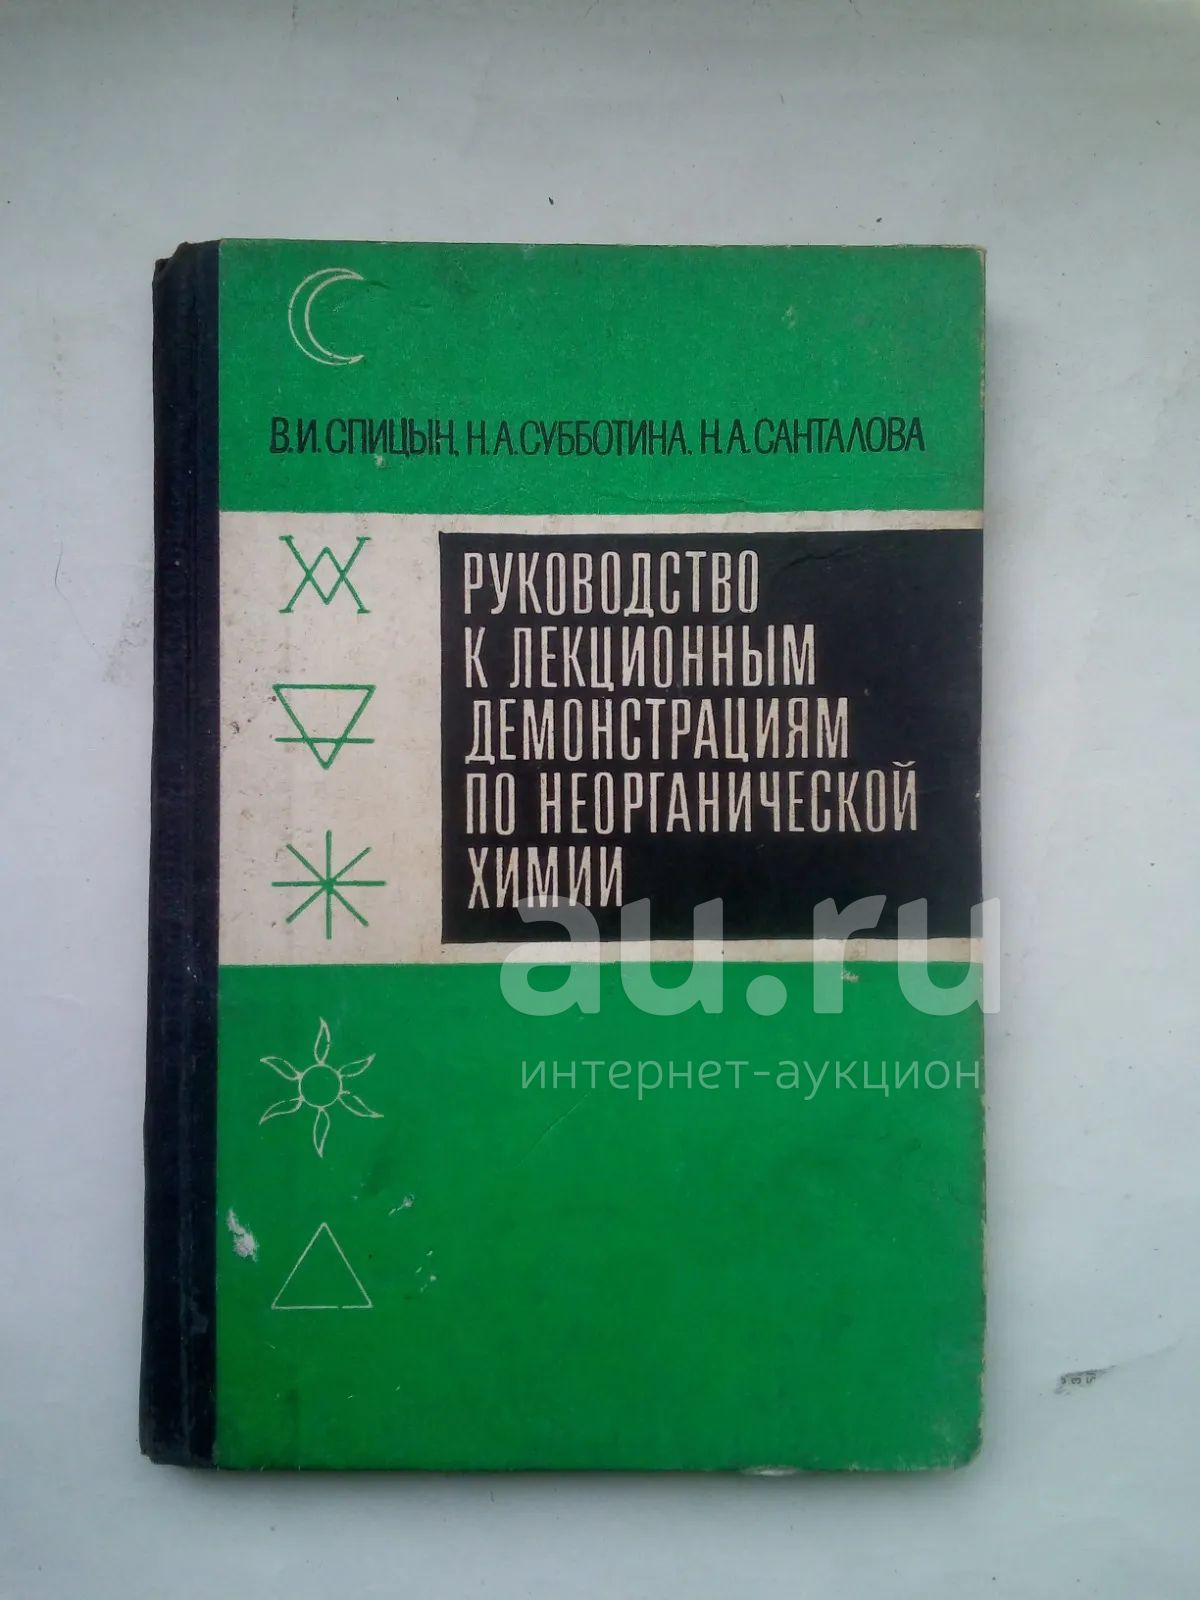 В.И.СПИЦЫН, Н.А.СУББОТИНА, Н.А.САНТАЛОВА
РУКОВОДСТВО
К ЛЕКЦИОННЫМ
ДЕМОНСТРАЦИЯМ
ПО НЕОРГАНИЧЕСКОЙ
ХИМИИ
au.ru
интернет-аукцион